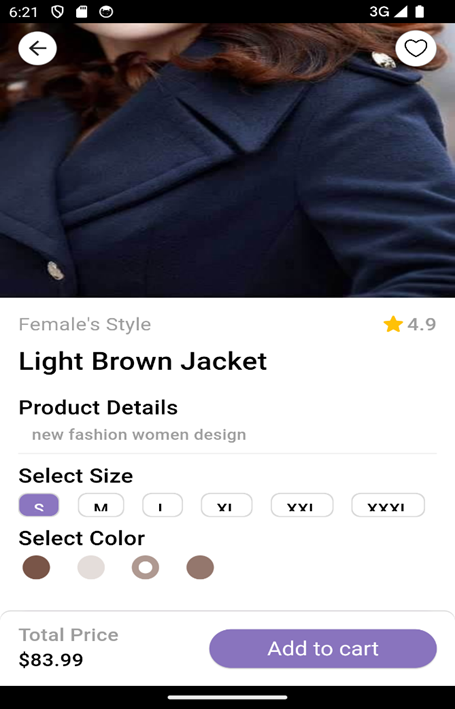 6:21 3G
Female's Style 4.9
Light Brown Jacket
Product Details
new fashion women design
Select Size
S M L XL XXL XXXL
Select Color
Total Price
$83.99
Add to cart